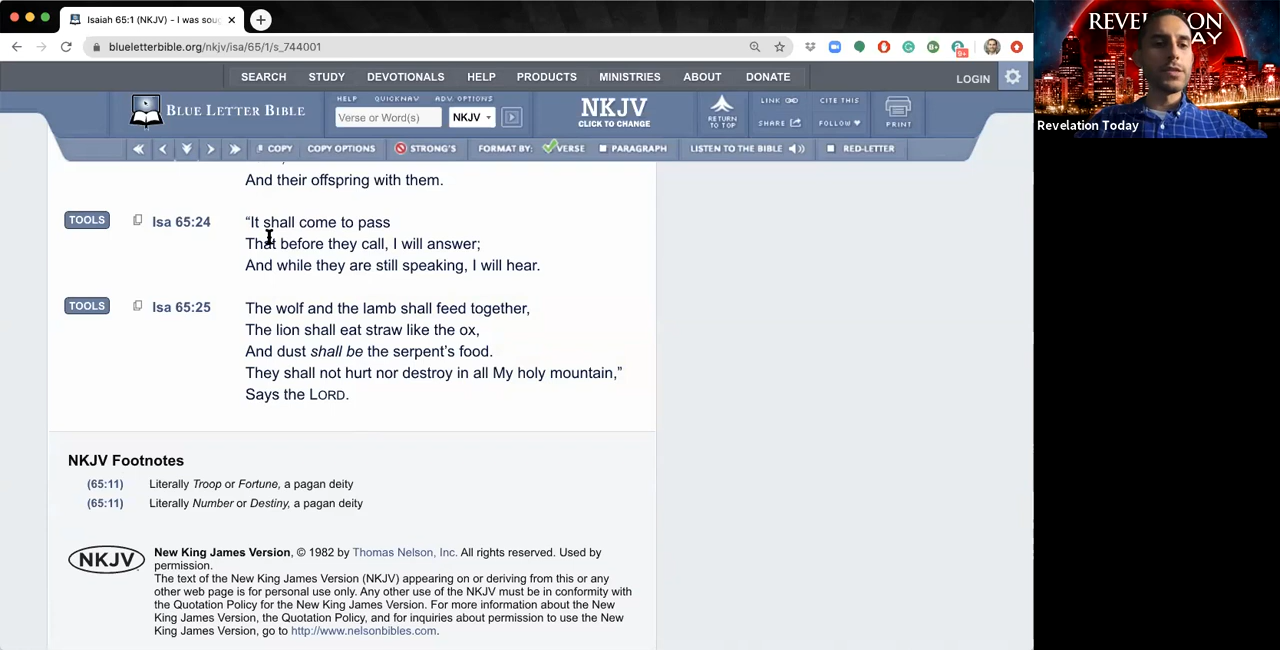 Isaiah 65:1 (NKJV) - I was sou
blueletterbible.org/nkjv/isa/65/1/s_744001
9+
SEARCH STUDY DEVOTIONALS HELP PRODUCTS MINISTRIES ABOUT DONATE LOGIN
BLUE LETTER BIBLE
HELP QUICKNAV ADV. OPTIONS
Verse or Word(s) NKJV
NKJV
CLICK TO CHANGE
RETURN
TO TOP
LINK CITE THIS
SHARE FOLLOW
PRINT
COPY COPY OPTIONS STRONG'S FORMAT BY: VERSE PARAGRAPH LISTEN TO THE BIBLE RED-LETTER
And their offspring with them.
TOOLS Isa 65:24 “It shall come to pass
That before they call, I will answer;
And while they are still speaking, I will hear.
TOOLS Isa 65:25 The wolf and the lamb shall feed together,
The lion shall eat straw like the ox,
And dust shall be the serpent’s food.
They shall not hurt nor destroy in all My holy mountain,”
Says the LORD.
NKJV Footnotes
(65:11) Literally Troop or Fortune, a pagan deity
(65:11) Literally Number or Destiny, a pagan deity
NKJV
New King James Version, © 1982 by Thomas Nelson, Inc. All rights reserved. Used by
permission.
The text of the New King James Version (NKJV) appearing on or deriving from this or any
other web page is for personal use only. Any other use of the NKJV must be in conformity with
the Quotation Policy for the New King James Version. For more information about the New
King James Version, the Quotation Policy, and for inquiries about permission to use the New
King James Version, go to http://www.nelsonbibles.com.
Revelation Today